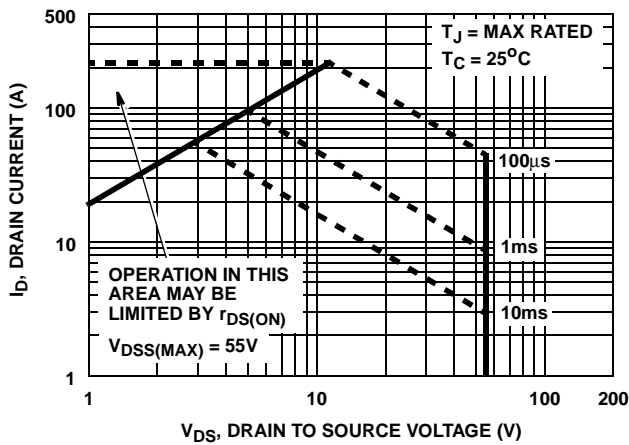 500
100
10
1
I_D, DRAIN CURRENT (A)
T_J = MAX RATED
T_C = 25°C
100μs
1ms
10ms
OPERATION IN THIS
AREA MAY BE
LIMITED BY r_DS(ON)
V_DSS(MAX) = 55V
1
10
100
200
V_DS, DRAIN TO SOURCE VOLTAGE (V)